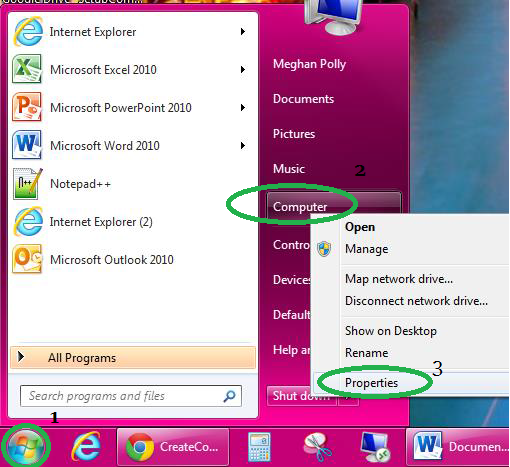 Internet Explorer
Microsoft Excel 2010
Microsoft PowerPoint 2010
Microsoft Word 2010
Notepad++
Internet Explorer (2)
Microsoft Outlook 2010
All Programs
Search programs and files
1
Meghan Polly
Documents
Pictures
Music
2
Computer
Contro
Devices
Default
Help an
Shut dow...
Open
Manage
Map network drive...
Disconnect network drive...
Show on Desktop
Rename
3
Properties
CreateCo...
Documen...